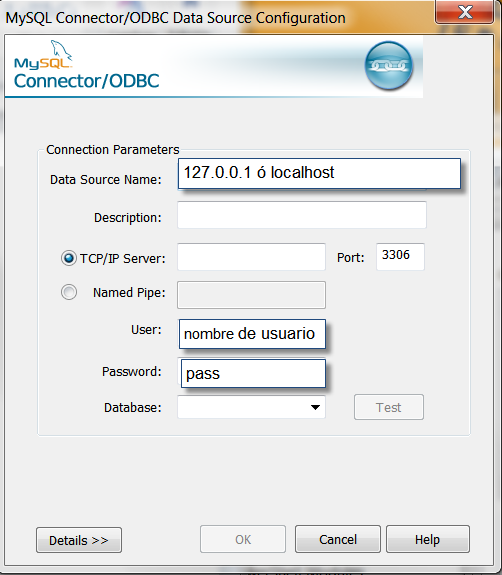 MySQL Connector/ODBC Data Source Configuration
MySQL
Connector/ODBC
Connection Parameters
Data Source Name: 127.0.0.1 ó localhost
Description:
TCP/IP Server: Port: 3306
Named Pipe:
User: nombre de usuario
Password: pass
Database: Test
Details >> OK Cancel Help